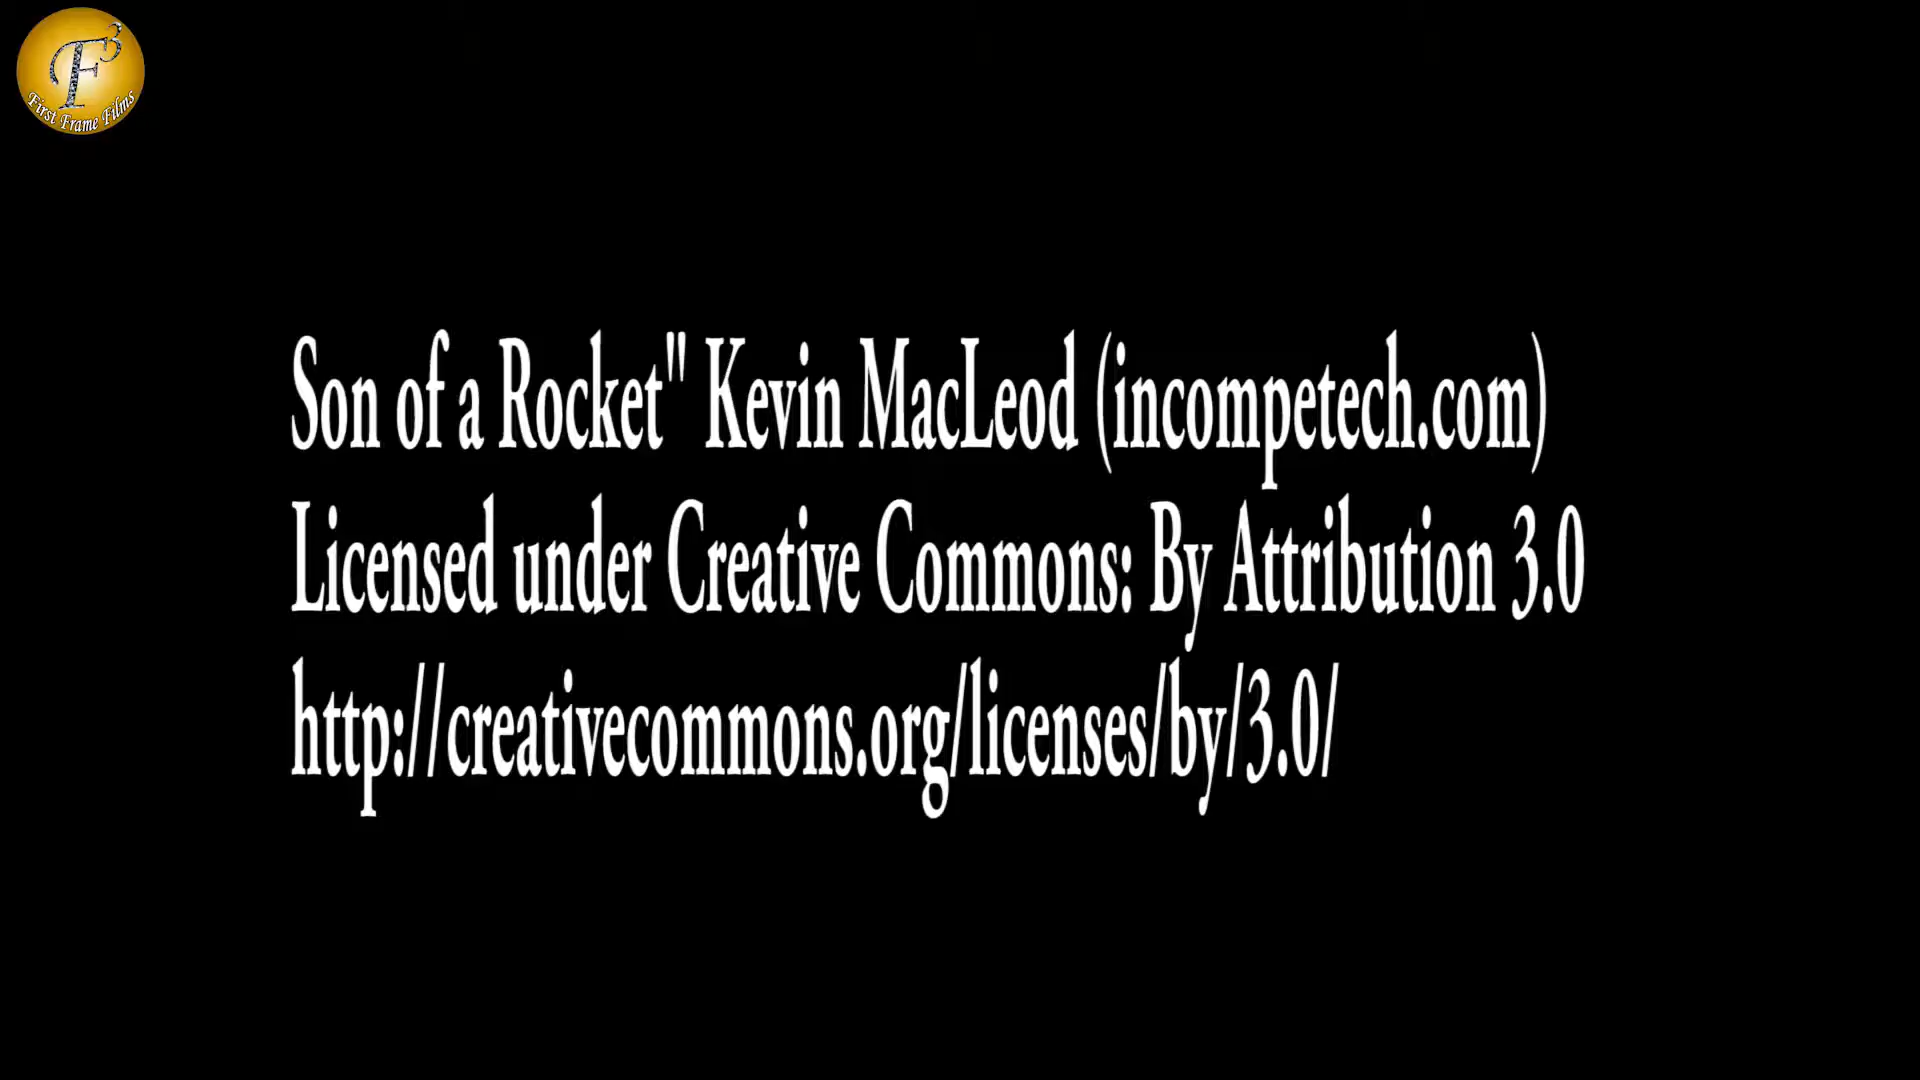 F3
First Frame Films
Son of a Rocket" Kevin MacLeod (incompetech.com)
Licensed under Creative Commons: By Attribution 3.0
http://creativecommons.org/licenses/by/3.0/